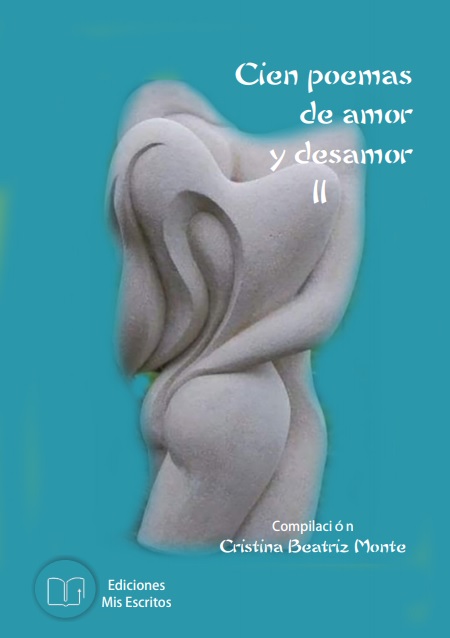 Cien poemas
de amor
y desamor
II
Compilación
Cristina Beatriz Monte
Ediciones
Mis Escritos